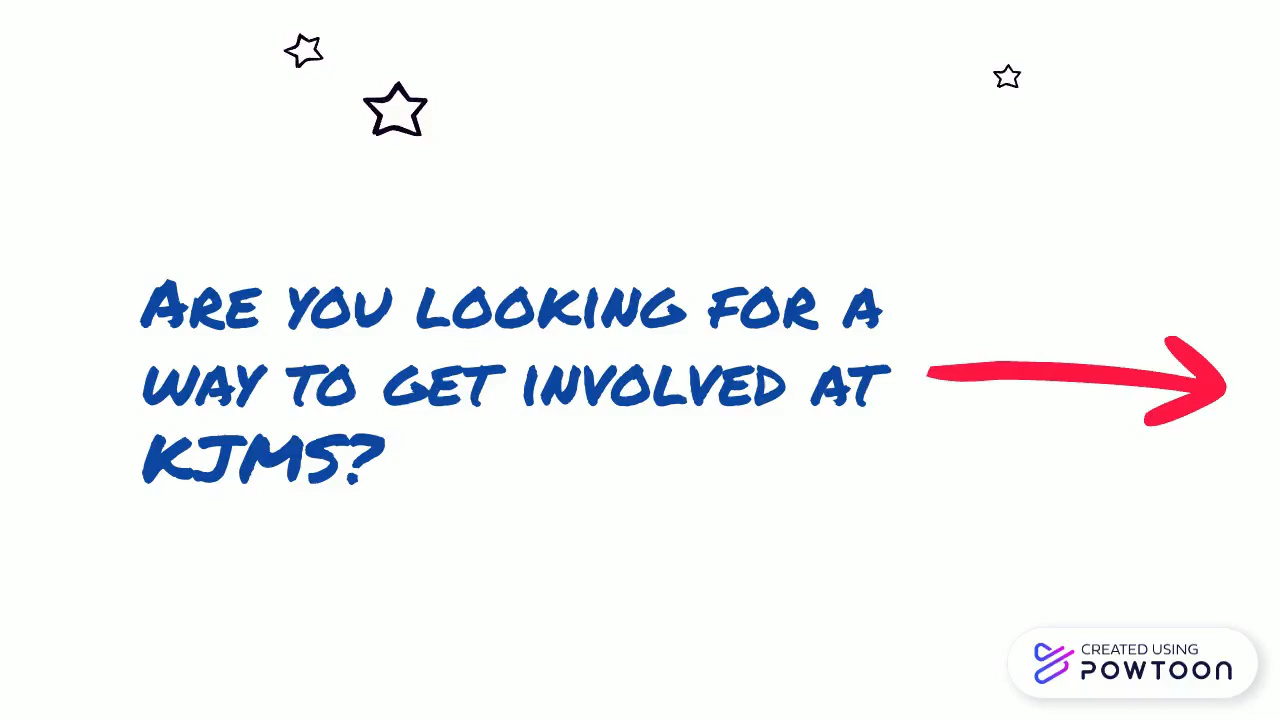 Are you looking for a
way to get involved at
KJMS?
CREATED USING
POWTOON